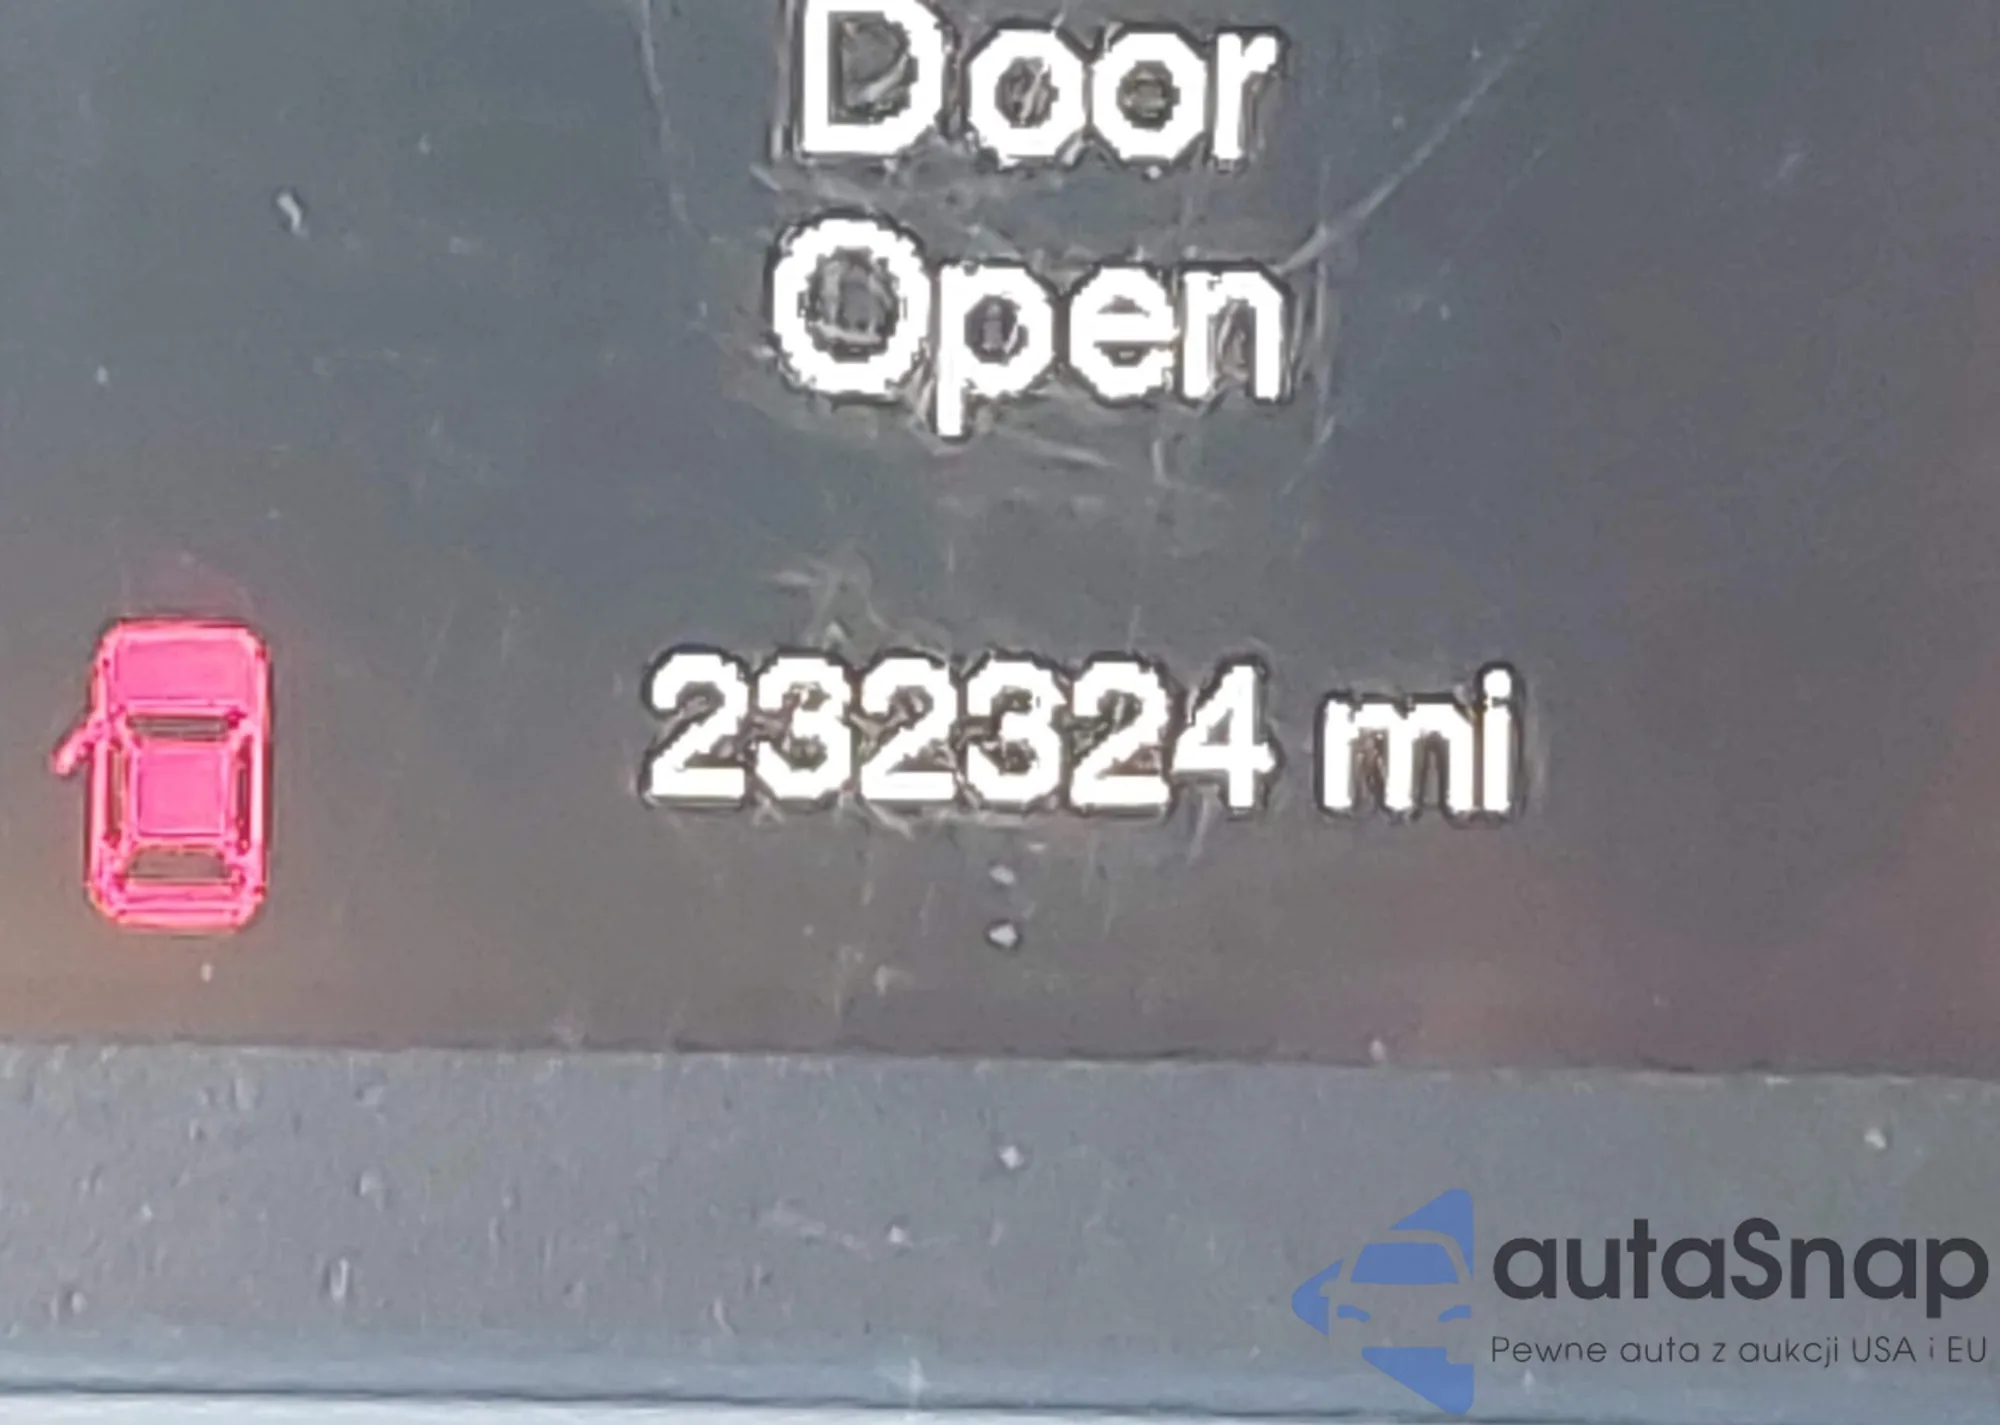 Door
Open
232324 mi
autaSnap
Pewne auta z aukcji USA i EU